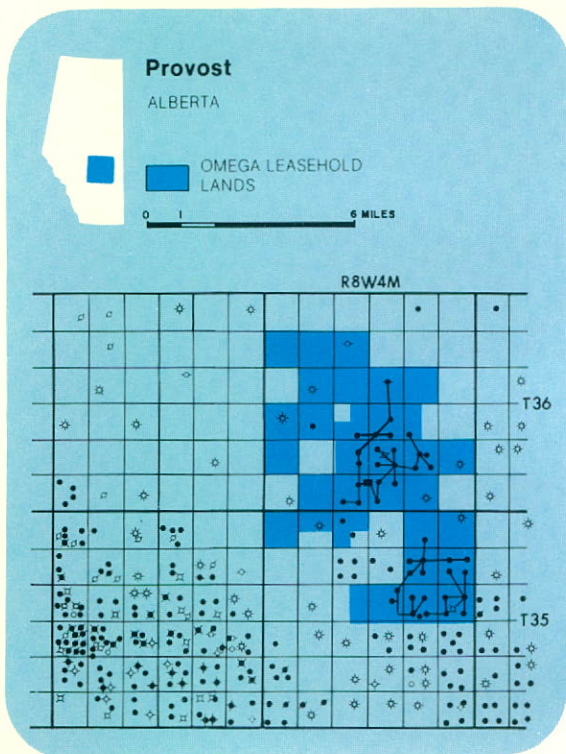 Provost
ALBERTA
OMEGA LEASEHOLD
LANDS
0 1 6 MILES
R8W4M
T36
T35